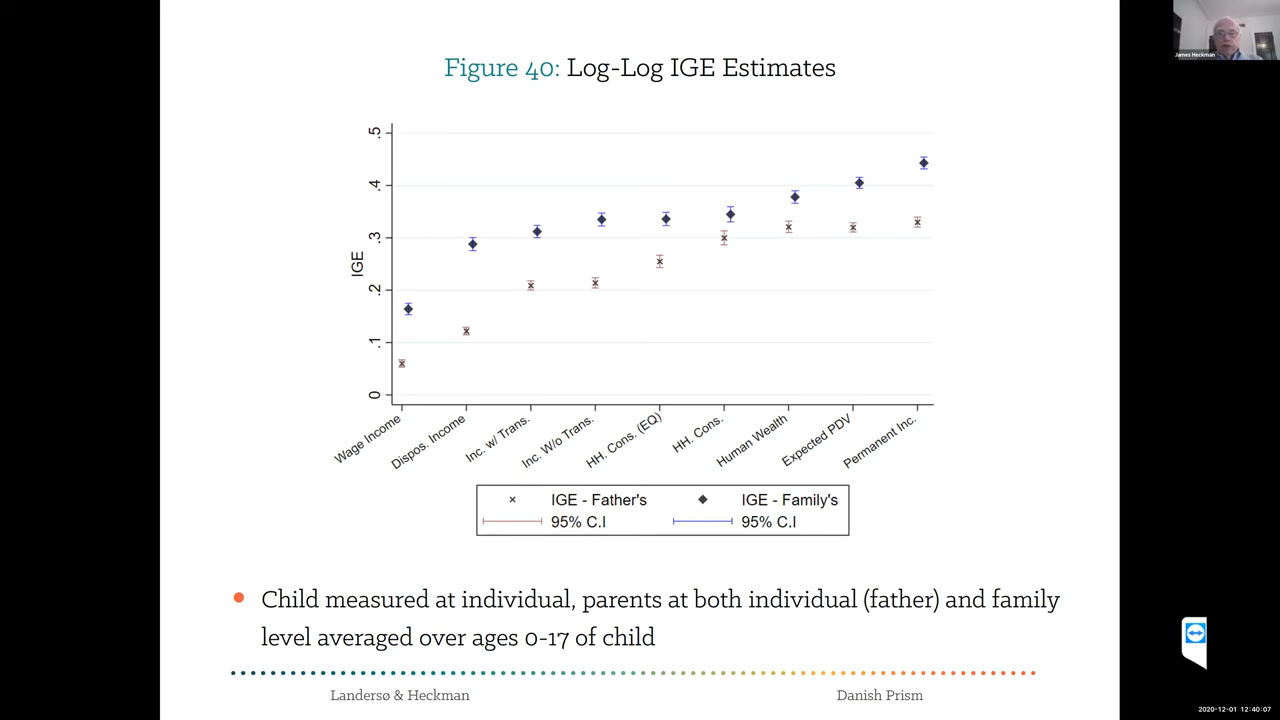 James Heckman
Figure 40: Log-Log IGE Estimates
.5
.4
.3
.2
.1
0
IGE
Wage Income
Dispos. Income
Inc. w/ Trans.
Inc. W/o Trans.
HH. Cons. (EQ)
HH. Cons.
Human Wealth
Expected PDV
Permanent Inc.
IGE - Father's
IGE - Family's
95% C.I
95% C.I
Child measured at individual, parents at both individual (father) and family
level averaged over ages 0-17 of child
Landersø & Heckman
Danish Prism
2020-12-01 12:40:07